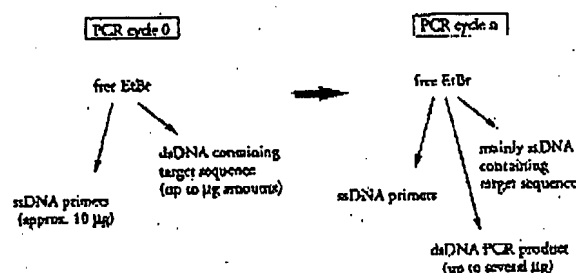 PCR cycle 0
free EtBr
dsDNA containing
target sequence
(up to µg amounts)
ssDNA primers
(approx. 10 µg)
PCR cycle n
free EtBr
mainly ssDNA
containing
target sequence
ssDNA primers
dsDNA PCR product
(up to several µg)